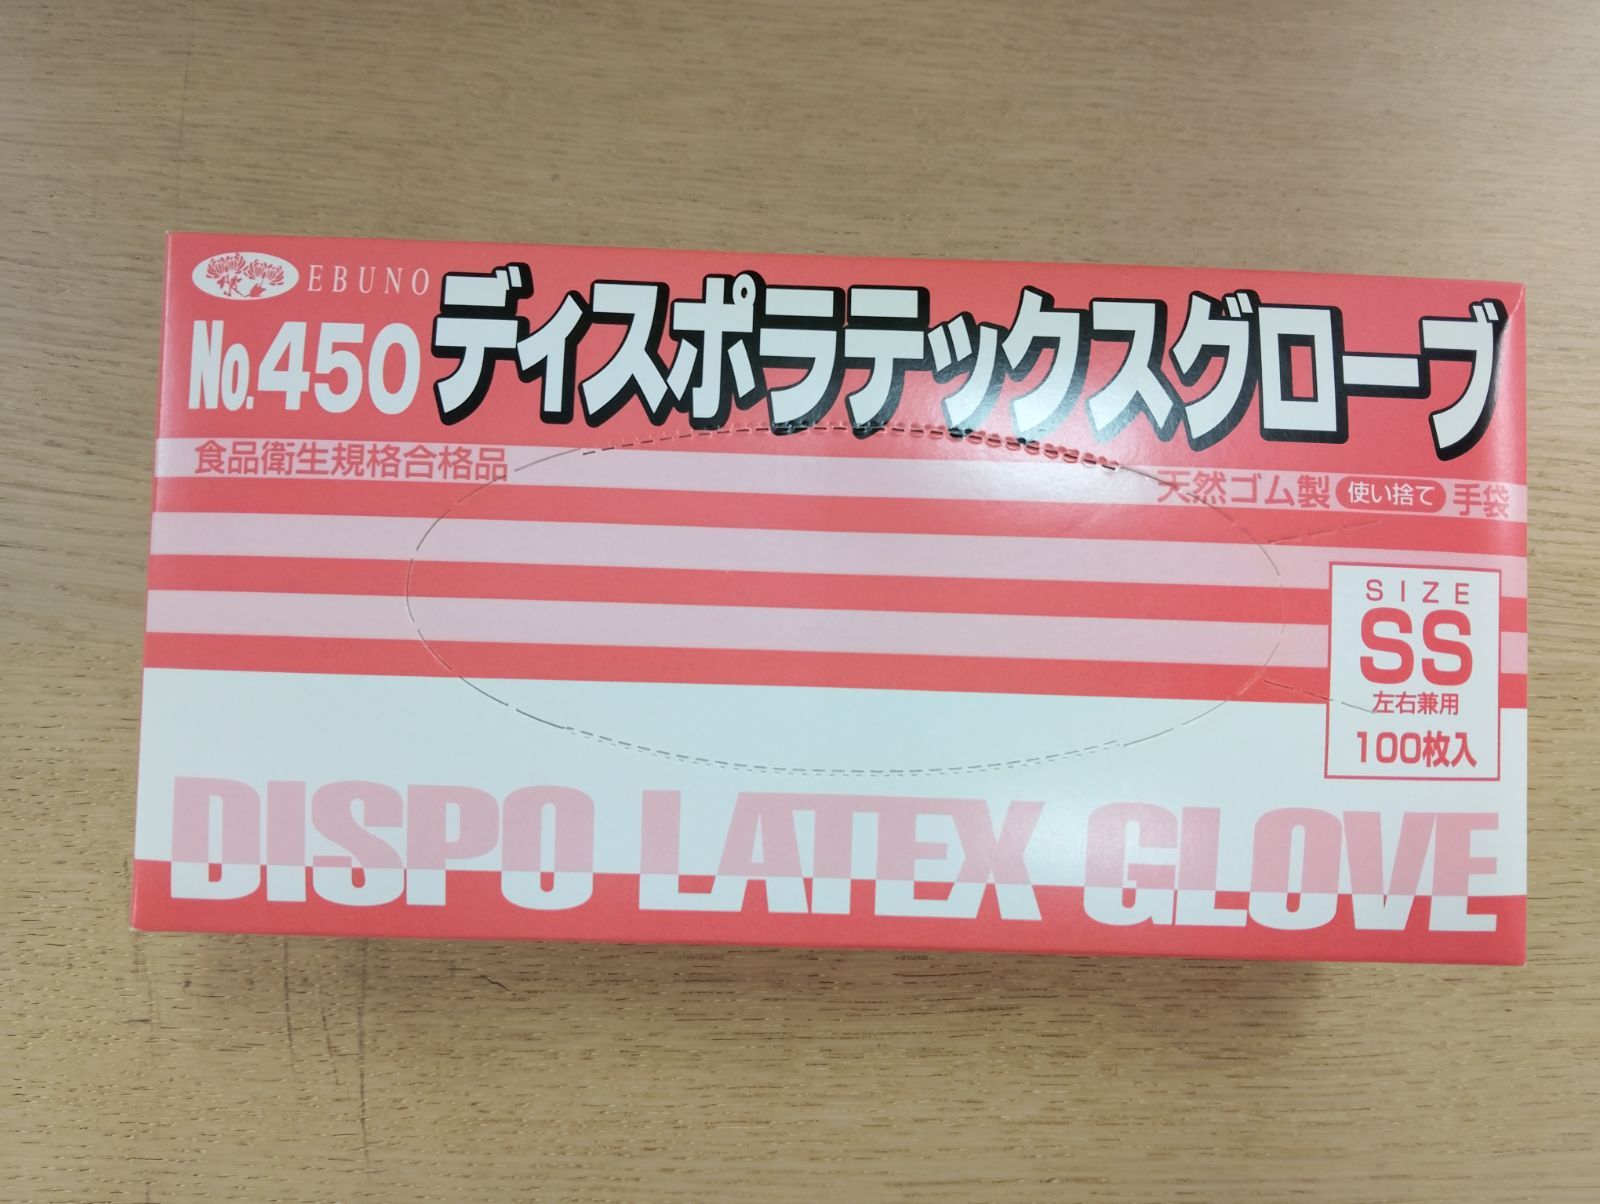 EBUNO
No.450 ディスポラテックスグローブ
食品衛生規格合格品
天然ゴム製 使い捨て 手袋
SIZE
SS
左右兼用
100枚入
DISPO LATEX GLOVE